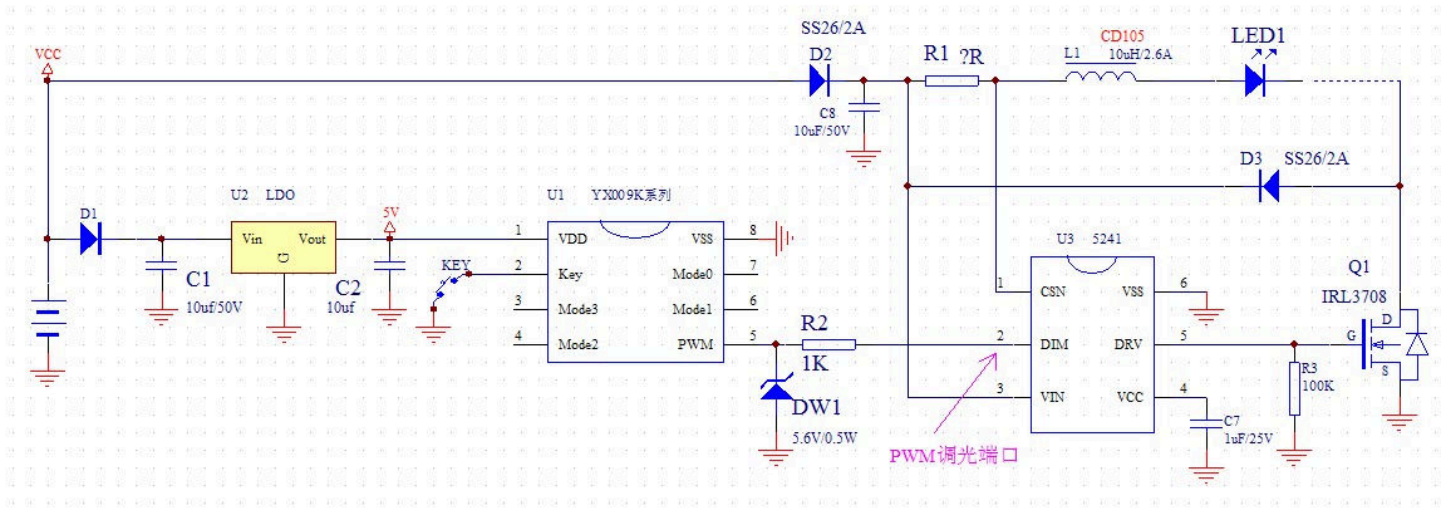 VCC
SS26/2A
D2
C8
10uF/50V
R1 ?R
CD105
L1 10uH/2.6A
LED1
D3 SS26/2A
D1
U2 LDO
Vin Vout
G
C1
10uf/50V
5V
C2
10uf
KEY
U1 YX009K系列
1 VDD VSS 8
2 Key Mode0 7
3 Mode3 Mode1 6
4 Mode2 PWM 5
R2
1K
DW1
5.6V/0.5W
PWM调光端口
U3 5241
1 CSN VSS 6
2 DIM DRV 5
3 VIN VCC 4
C7
1uF/25V
R3
100K
Q1
IRL3708
D
G
S